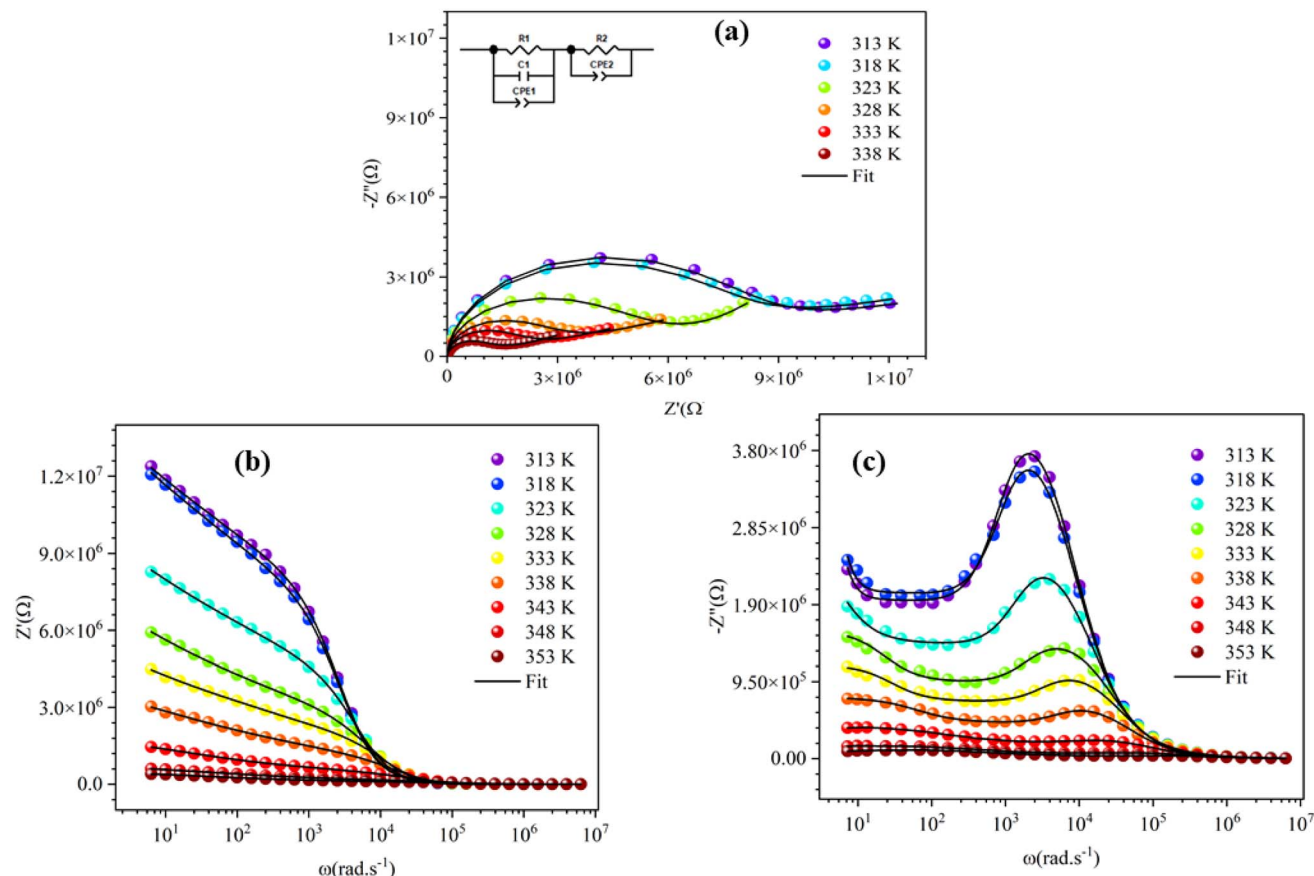 (a)
R1
C1
CPE1
R2
CPE2
313 K
318 K
323 K
328 K
333 K
338 K
Fit
1×10⁷
9×10⁶
6×10⁶
3×10⁶
0
-Z"(Ω)
0
3×10⁶
6×10⁶
9×10⁶
1×10⁷
Z'(Ω
(b)
313 K
318 K
323 K
328 K
333 K
338 K
343 K
348 K
353 K
Fit
1.2×10⁷
9.0×10⁶
6.0×10⁶
3.0×10⁶
0.0
Z'(Ω)
10¹
10²
10³
10⁴
10⁵
10⁶
10⁷
ω(rad.s⁻¹)
(c)
313 K
318 K
323 K
328 K
333 K
338 K
343 K
348 K
353 K
Fit
3.80×10⁶
2.85×10⁶
1.90×10⁶
9.50×10⁵
0.00
-Z"(Ω)
10¹
10²
10³
10⁴
10⁵
10⁶
10⁷
ω(rad.s⁻¹)